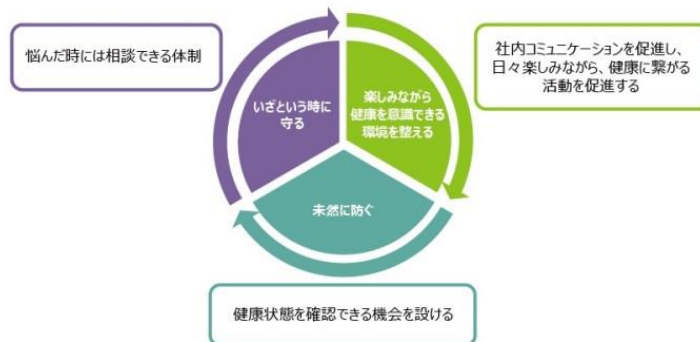 悩んだ時には相談できる体制
いざという時に
守る
楽しみながら
健康を意識できる
環境を整える
社内コミュニケーションを促進し、
日々楽しみながら、健康に繋がる
活動を促進する
未然に防ぐ
健康状態を確認できる機会を設ける